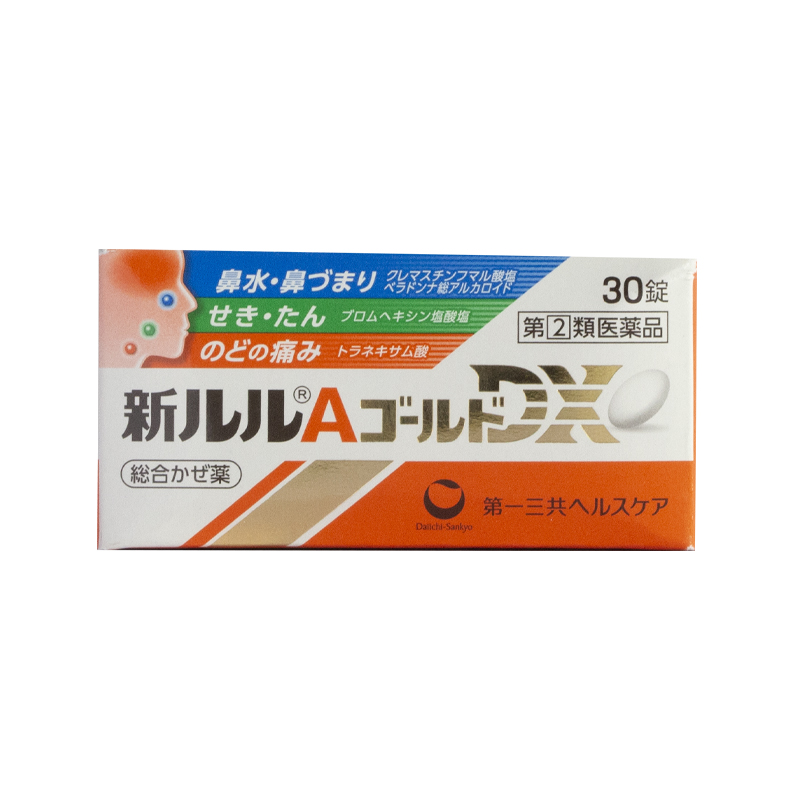 鼻水・鼻づまり クレマスチンフマル酸塩
ベラドンナ総アルカロイド
せき・たん ブロムヘキシン塩酸塩
のどの痛み トラネキサム酸
30錠
指②類医薬品
新ルル®AゴールドDX
総合かぜ薬
Daiichi-Sankyo
第一三共ヘルスケア